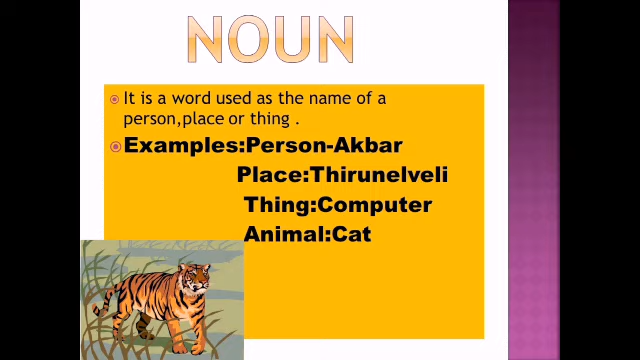 NOUN
It is a word used as the name of a
person,place or thing .
Examples:Person-Akbar
Place:Thirunelveli
Thing:Computer
Animal:Cat